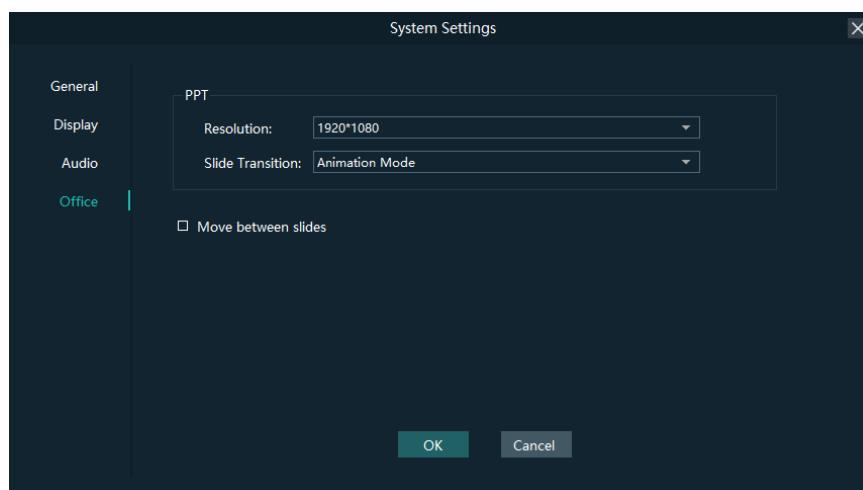 System Settings
General
Display
Audio
Office
PPT
Resolution: 1920*1080
Slide Transition: Animation Mode
Move between slides
OK Cancel